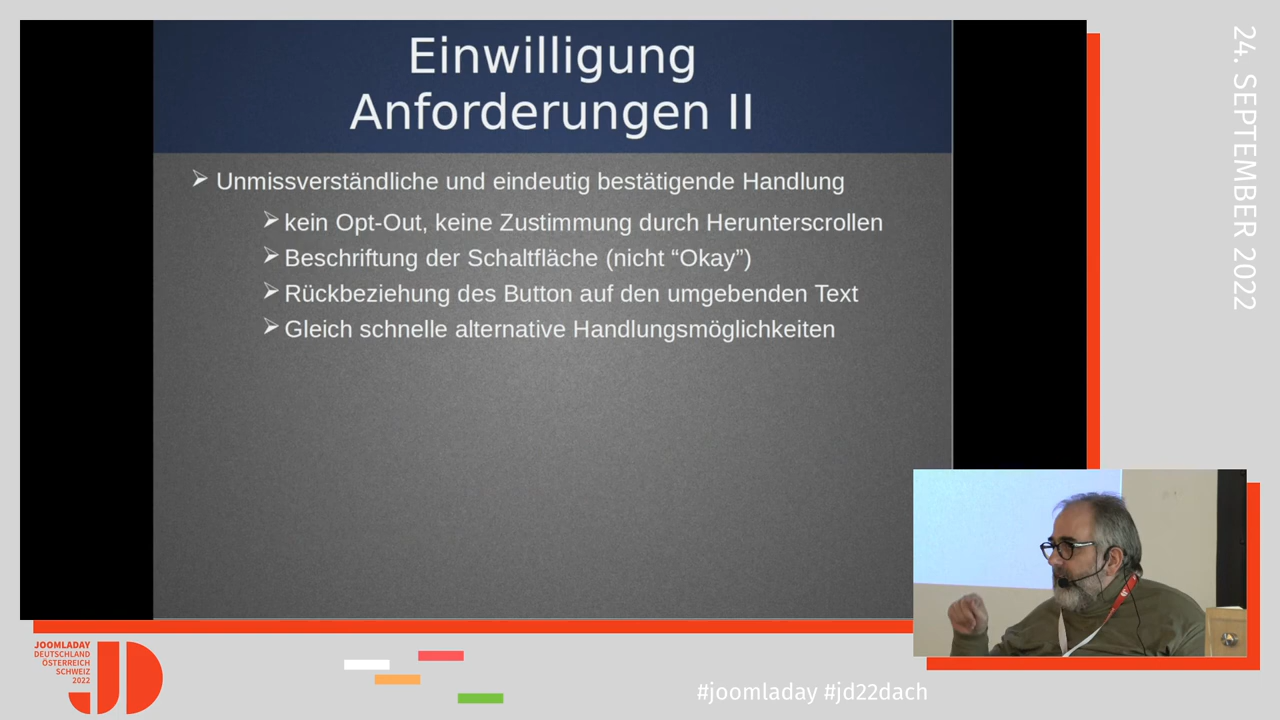 Einwilligung
Anforderungen II
➢ Unmissverständliche und eindeutig bestätigende Handlung
➢ kein Opt-Out, keine Zustimmung durch Herunterscrollen
➢ Beschriftung der Schaltfläche (nicht “Okay”)
➢ Rückbeziehung des Button auf den umgebenden Text
➢ Gleich schnelle alternative Handlungsmöglichkeiten
24. SEPTEMBER 2022
JOOMLADAY
DEUTSCHLAND
ÖSTERREICH
SCHWEIZ
2022
JD
#joomladay #jd22dach